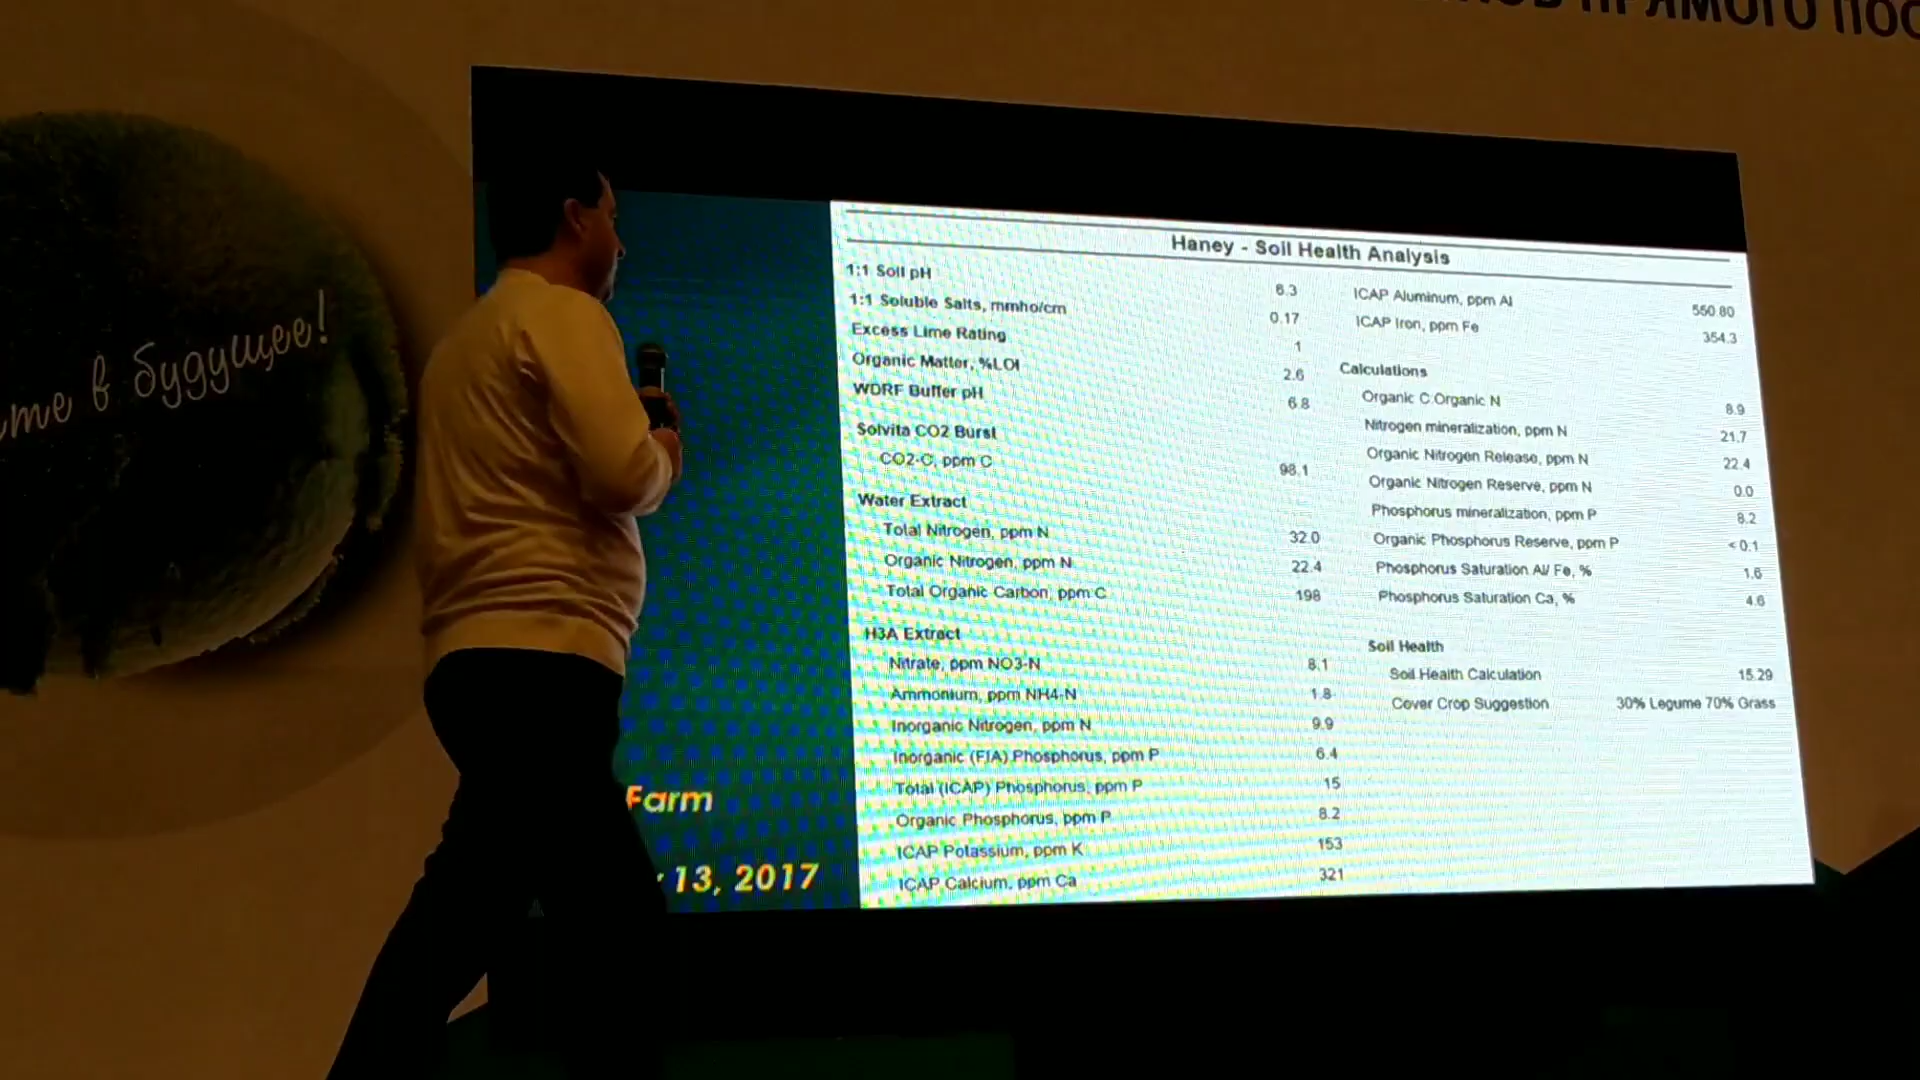 ПРЯМОГО
в будущее!
Haney - Soil Health Analysis
1:1 Soil pH 6.3
1:1 Soluble Salts, mmho/cm 0.17
Excess Lime Rating 1
Organic Matter, %LOI 2.6
WDRF Buffer pH 6.8
Solvita CO2 Burst
CO2-C, ppm C 98.1
Water Extract
Total Nitrogen, ppm N 32.0
Organic Nitrogen, ppm N 22.4
Total Organic Carbon, ppm C 198
H3A Extract
Nitrate, ppm NO3-N 8.1
Ammonium, ppm NH4-N 1.8
Inorganic Nitrogen, ppm N 9.9
Inorganic (FIA) Phosphorus, ppm P 6.4
Total (ICAP) Phosphorus, ppm P 15
Organic Phosphorus, ppm P 8.2
ICAP Potassium, ppm K 153
ICAP Calcium, ppm Ca 321
ICAP Aluminum, ppm Al 550.80
ICAP Iron, ppm Fe 354.3
Calculations
Organic C:Organic N 8.9
Nitrogen mineralization, ppm N 21.7
Organic Nitrogen Release, ppm N 22.4
Organic Nitrogen Reserve, ppm N 0.0
Phosphorus mineralization, ppm P 8.2
Organic Phosphorus Reserve, ppm P <0.1
Phosphorus Saturation Al/ Fe, % 1.6
Phosphorus Saturation Ca, % 4.6
Soil Health
Soil Health Calculation 15.29
Cover Crop Suggestion 30% Legume 70% Grass
Farm
13, 2017